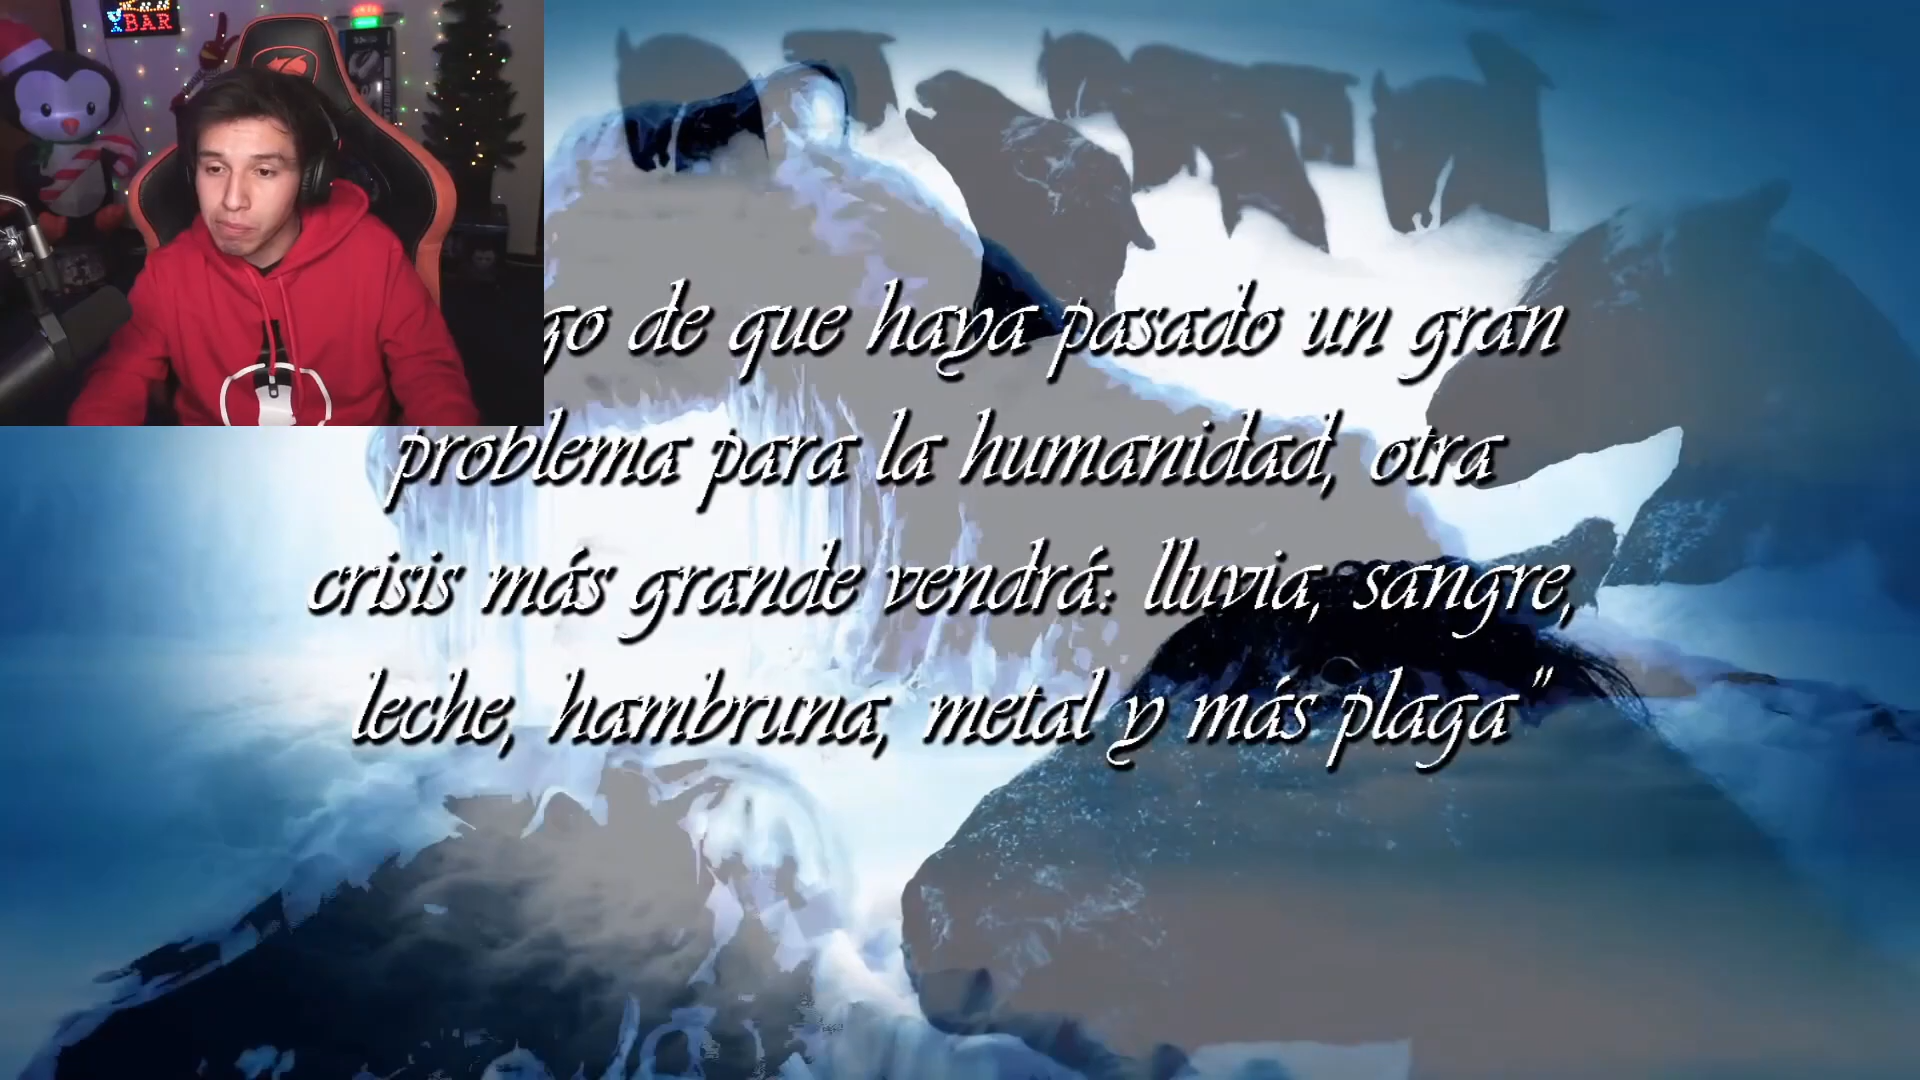 BAR
de que haya pasado un gran
problema para la humanidad, otra
crisis más grande vendrá: lluvia, sangre,
leche, hambruna, metal y más plaga"